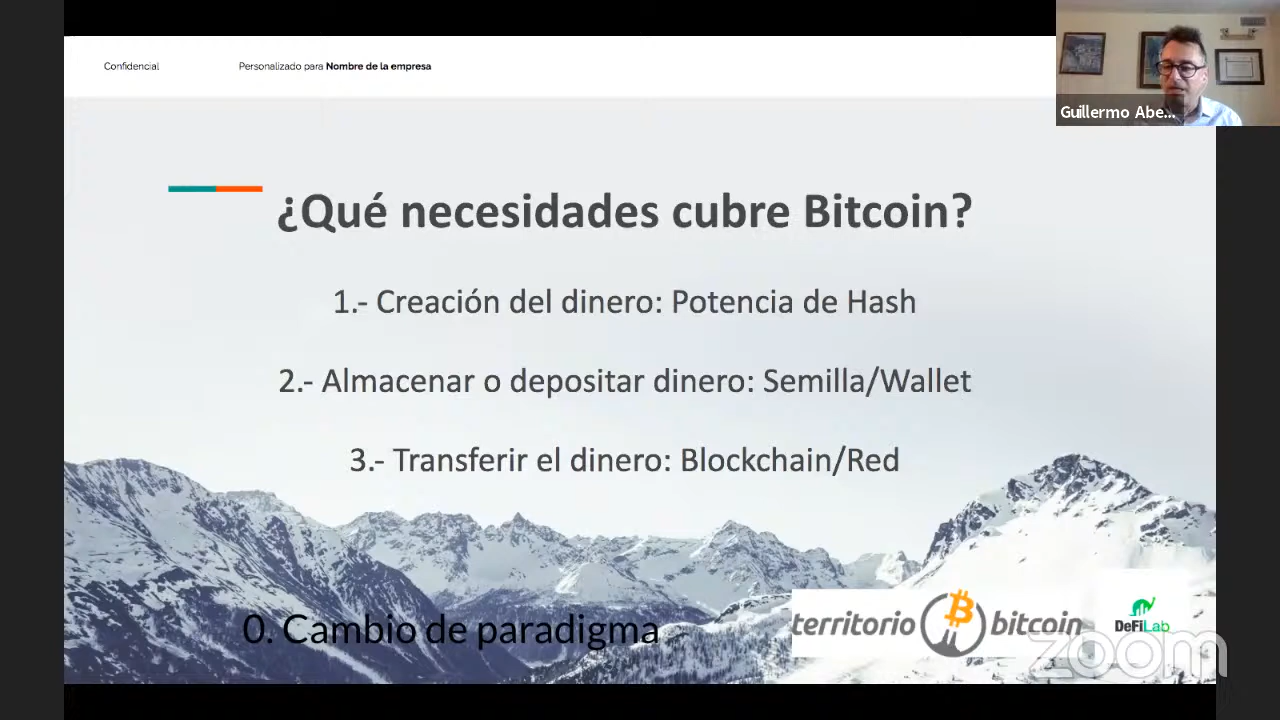 Confidencial
Personalizado para Nombre de la empresa
Guillermo Abe...
¿Qué necesidades cubre Bitcoin?
1.- Creación del dinero: Potencia de Hash
2.- Almacenar o depositar dinero: Semilla/Wallet
3.- Transferir el dinero: Blockchain/Red
0. Cambio de paradigma
territorio bitcoin
DeFiLab
zoom